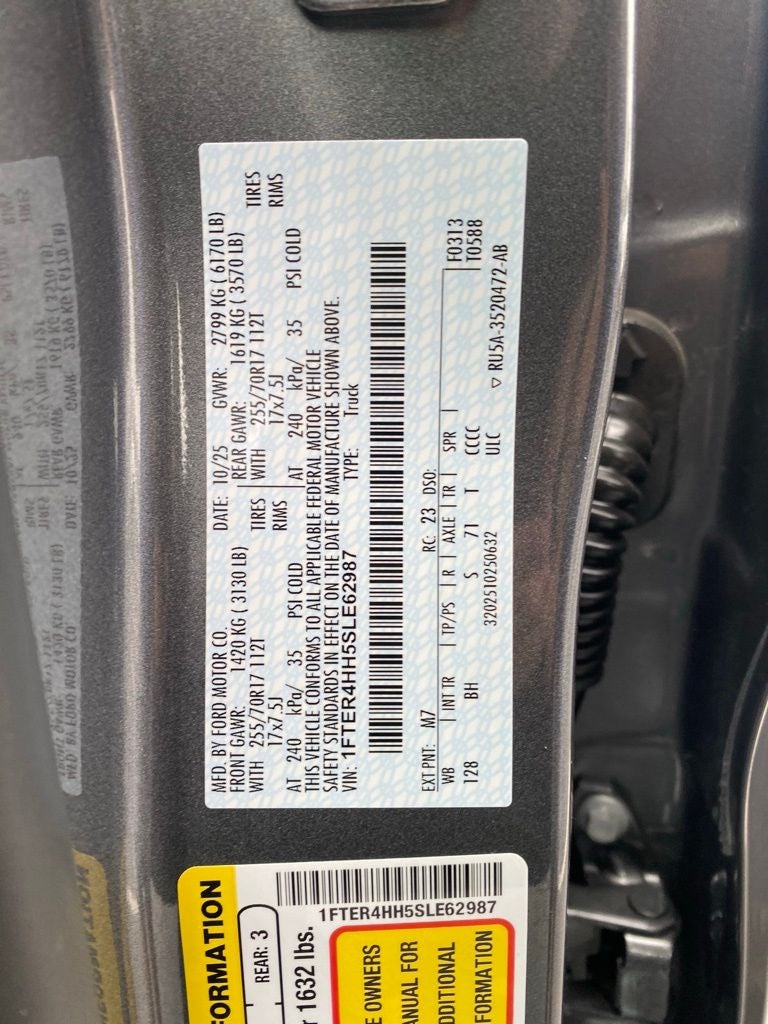 MFD. BY FORD MOTOR CO.
DATE: 10/25 GVWR: 2799 KG ( 6170 LB)
FRONT GAWR: 1420 KG ( 3130 LB) REAR GAWR: 1619 KG ( 3570 LB)
WITH 255/70R17 112T TIRES WITH 255/70R17 112T TIRES
17x7.5J RIMS 17x7.5J RIMS
AT 240 kPa/ 35 PSI COLD AT 240 kPa/ 35 PSI COLD
THIS VEHICLE CONFORMS TO ALL APPLICABLE FEDERAL MOTOR VEHICLE
SAFETY STANDARDS IN EFFECT ON THE DATE OF MANUFACTURE SHOWN ABOVE.
VIN: 1FTER4HH5SLE62987 TYPE: Truck
EXT PNT: M7 RC: 23 DSO: F0313
WB INT TR TP/PS R AXLE TR SPR T0588
128 BH S 71 T CCCC
ULC
3202510250632 RU5A-3520472-AB
FORMATION
REAR: 3
1632 lbs.
1FTER4HH5SLE62987
E OWNERS
ANUAL FOR
DDITIONAL
FORMATION